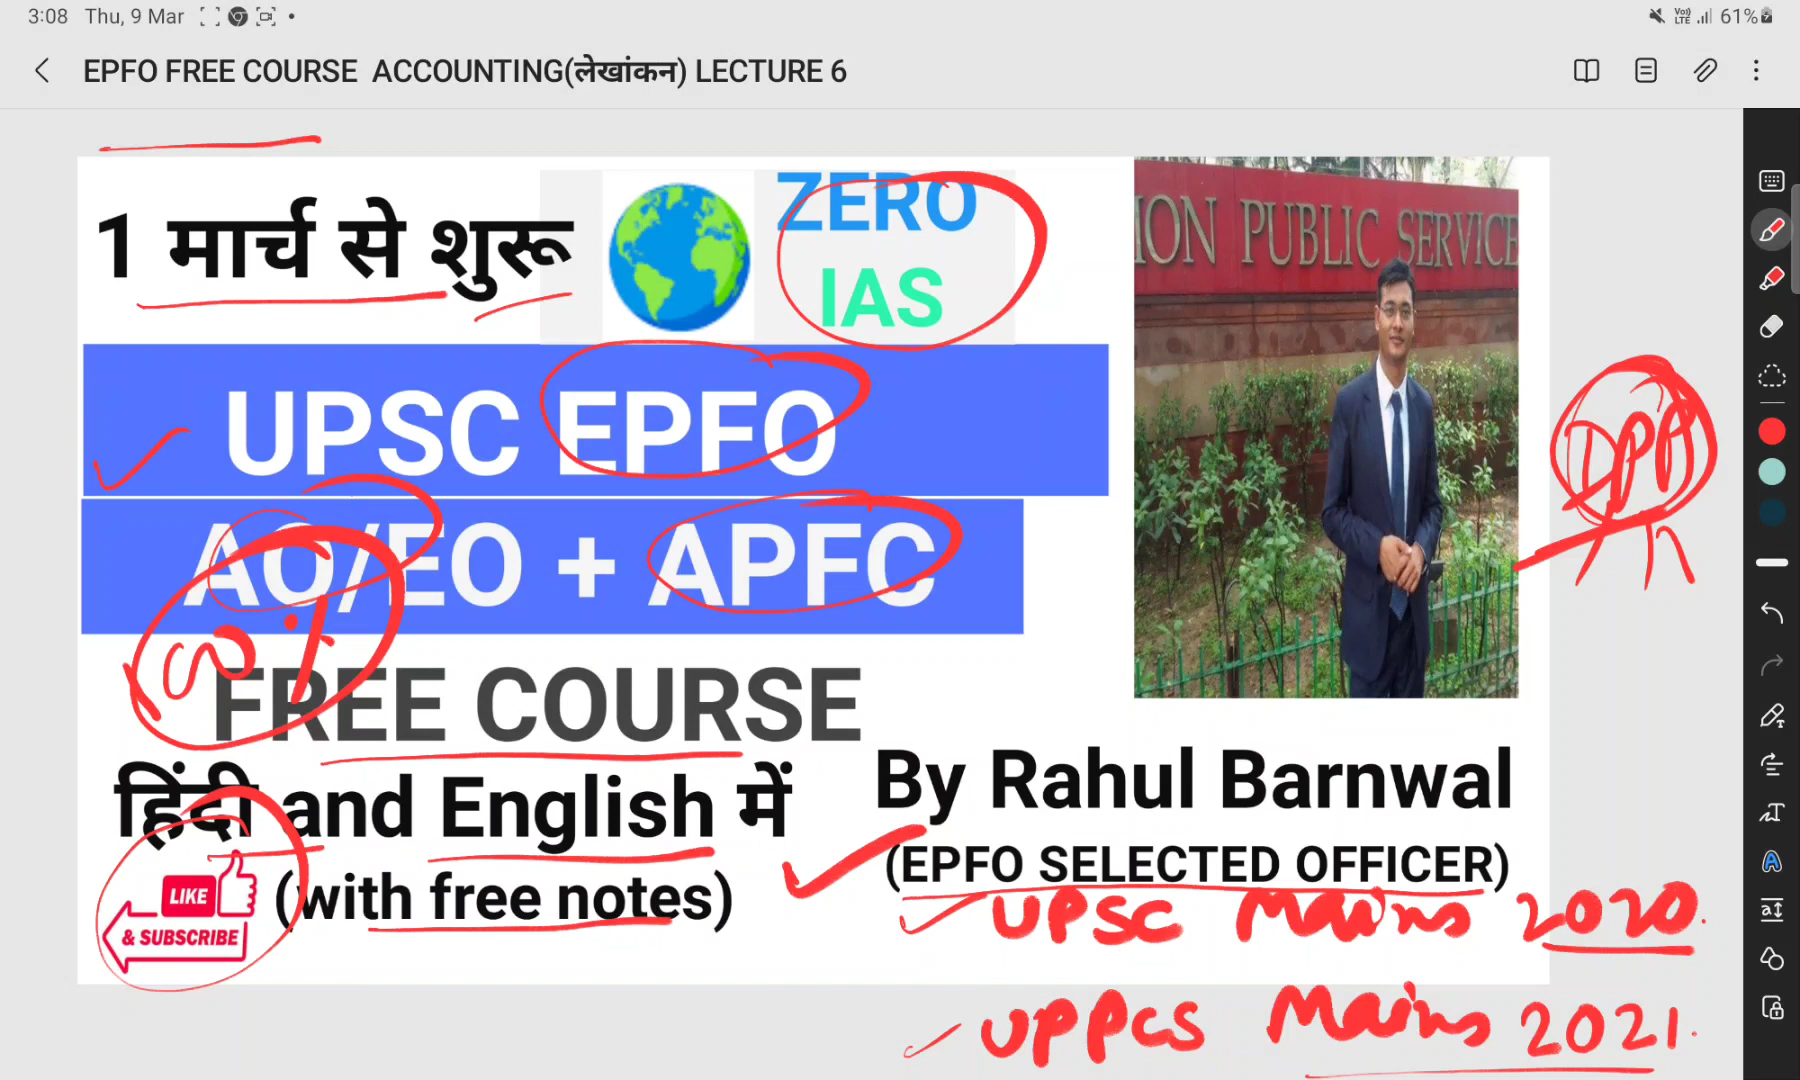 3:08 Thu, 9 Mar
VoLTE 61%
EPFO FREE COURSE ACCOUNTING(लेखांकन) LECTURE 6
1 मार्च से शुरू
ZERO
IAS
ION PUBLIC SERVICE
UPSC EPFO
AO/EO + APFC
FREE COURSE
हिंदी and English में
(with free notes)
LIKE
& SUBSCRIBE
By Rahul Barnwal
(EPFO SELECTED OFFICER)
UPSC Mains 2020.
UPPCS Mains 2021.